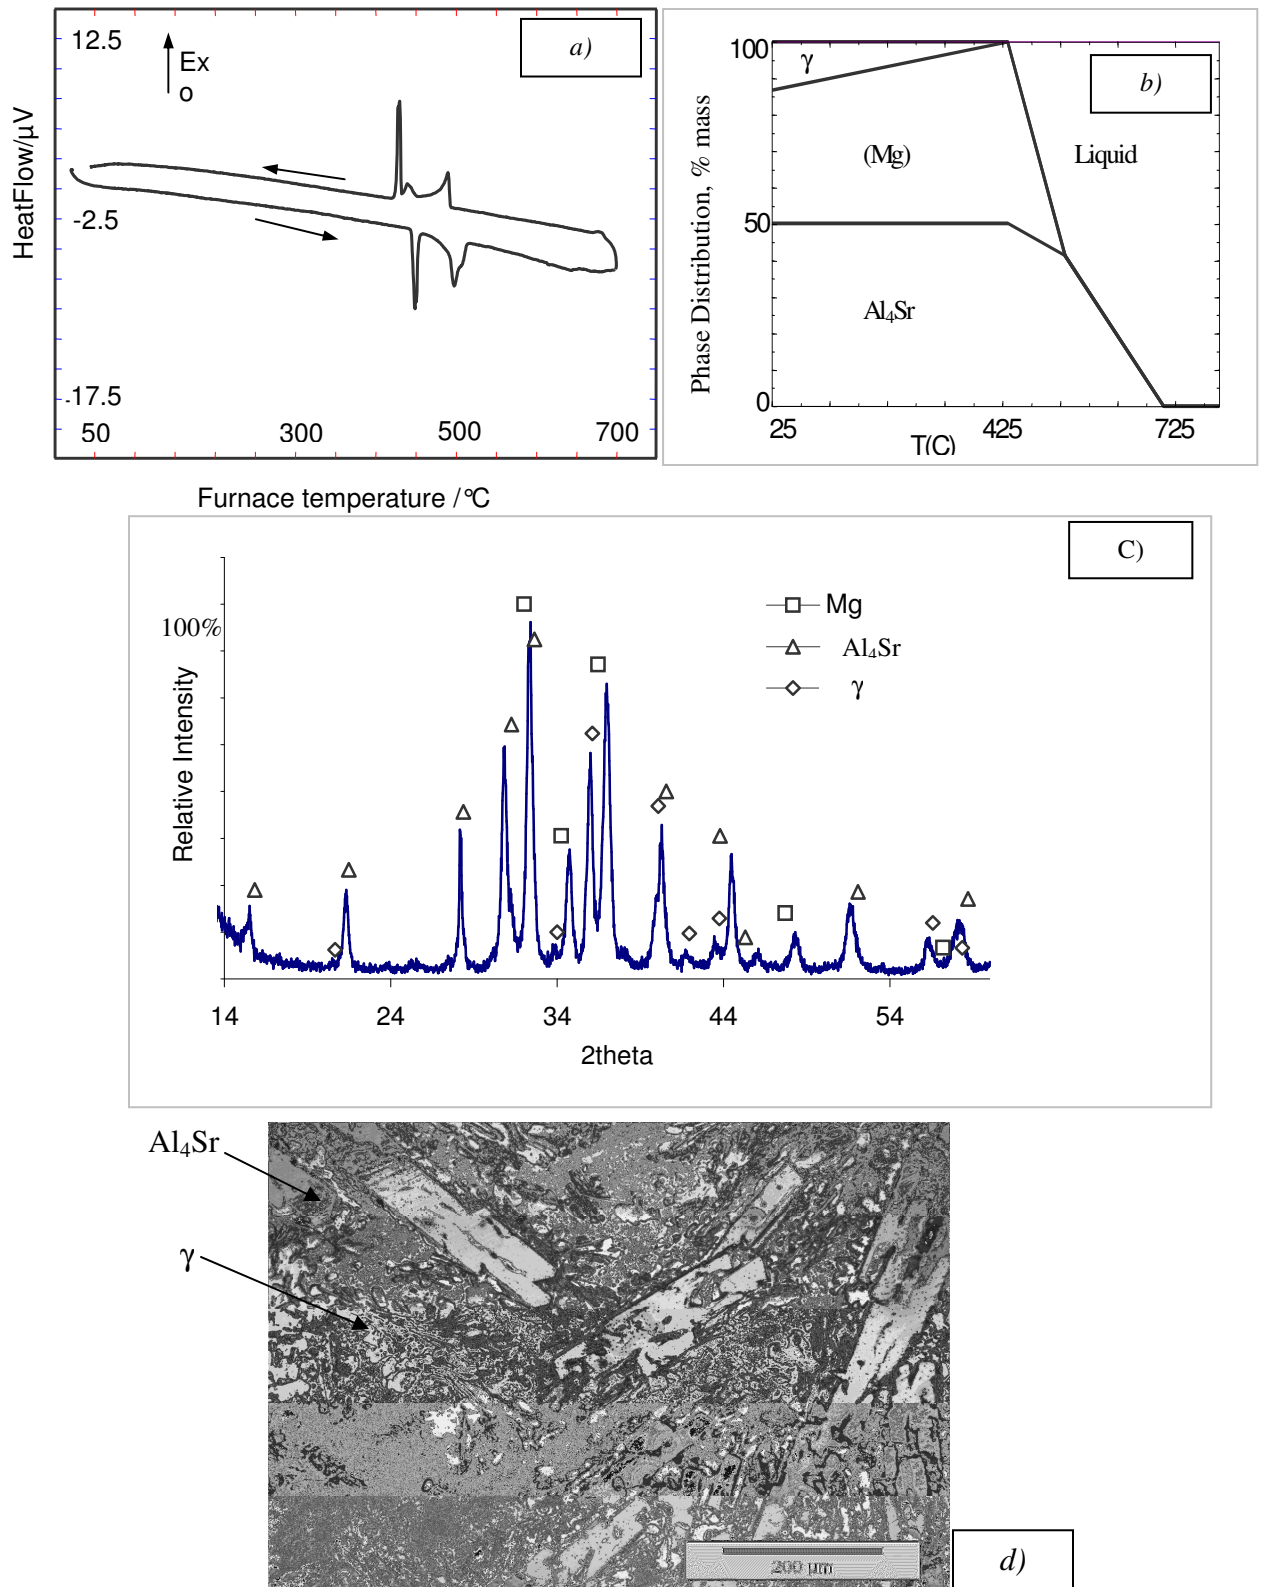 a)
12.5
Ex
o
HeatFlow/µV
-2.5
-17.5
50 300 500 700
Furnace temperature /°C
b)
100
γ
(Mg)
Liquid
50
Al₄Sr
0
Phase Distribution, % mass
25 425 725
T(C)
C)
100%
Relative Intensity
Mg
Al₄Sr
γ
14 24 34 44 54
2theta
Al₄Sr
γ
200 µm
d)